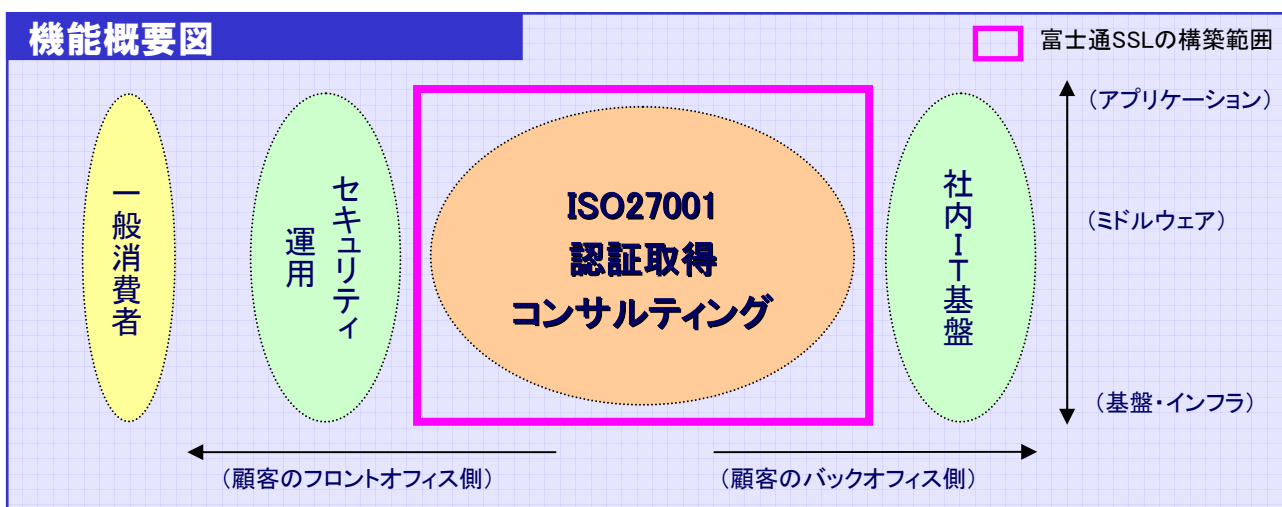 機能概要図
富士通SSLの構築範囲
一般消費者
セキュリティ
運用
ISO27001
認証取得
コンサルティング
社内IT基盤
（アプリケーション）
（ミドルウェア）
（基盤・インフラ）
（顧客のフロントオフィス側）
（顧客のバックオフィス側）